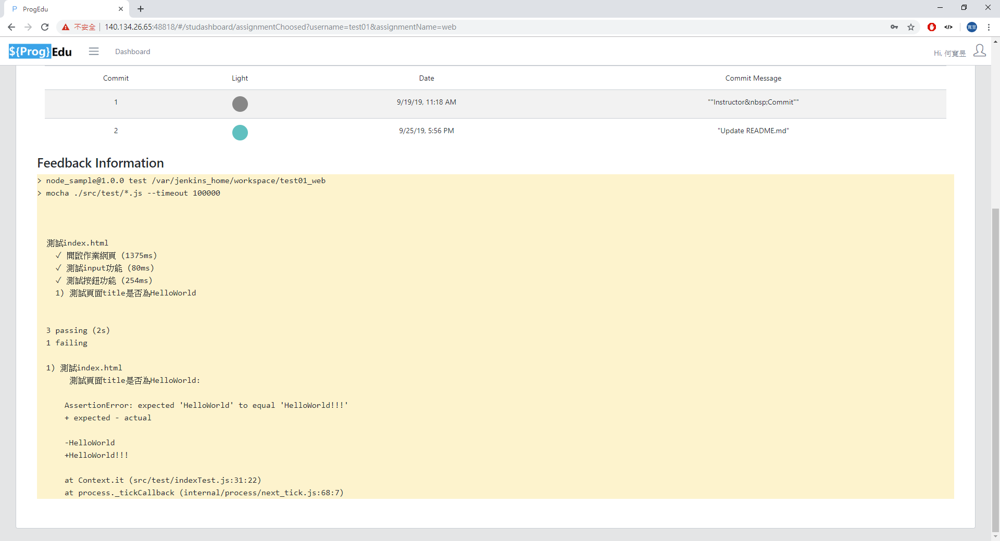 ProgEdu
不安全 140.134.26.65:48818/#/studashboard/assignmentChoosed?username=test01&assignmentName=web
${Prog}Edu Dashboard Hi, 何寬昱
Commit Light Date Commit Message
1 9/19/19, 11:18 AM ""Instructor&nbsp;Commit""
2 9/25/19, 5:56 PM "Update README.md"
Feedback Information
> node_sample@1.0.0 test /var/jenkins_home/workspace/test01_web
> mocha ./src/test/*.js --timeout 100000
測試index.html
✓ 開啟作業網頁 (1375ms)
✓ 測試input功能 (80ms)
✓ 測試按鈕功能 (254ms)
1) 測試頁面title是否為HelloWorld
3 passing (2s)
1 failing
1) 測試index.html
測試頁面title是否為HelloWorld:
AssertionError: expected 'HelloWorld' to equal 'HelloWorld!!!'
+ expected - actual
-HelloWorld
+HelloWorld!!!
at Context.it (src/test/indexTest.js:31:22)
at process._tickCallback (internal/process/next_tick.js:68:7)